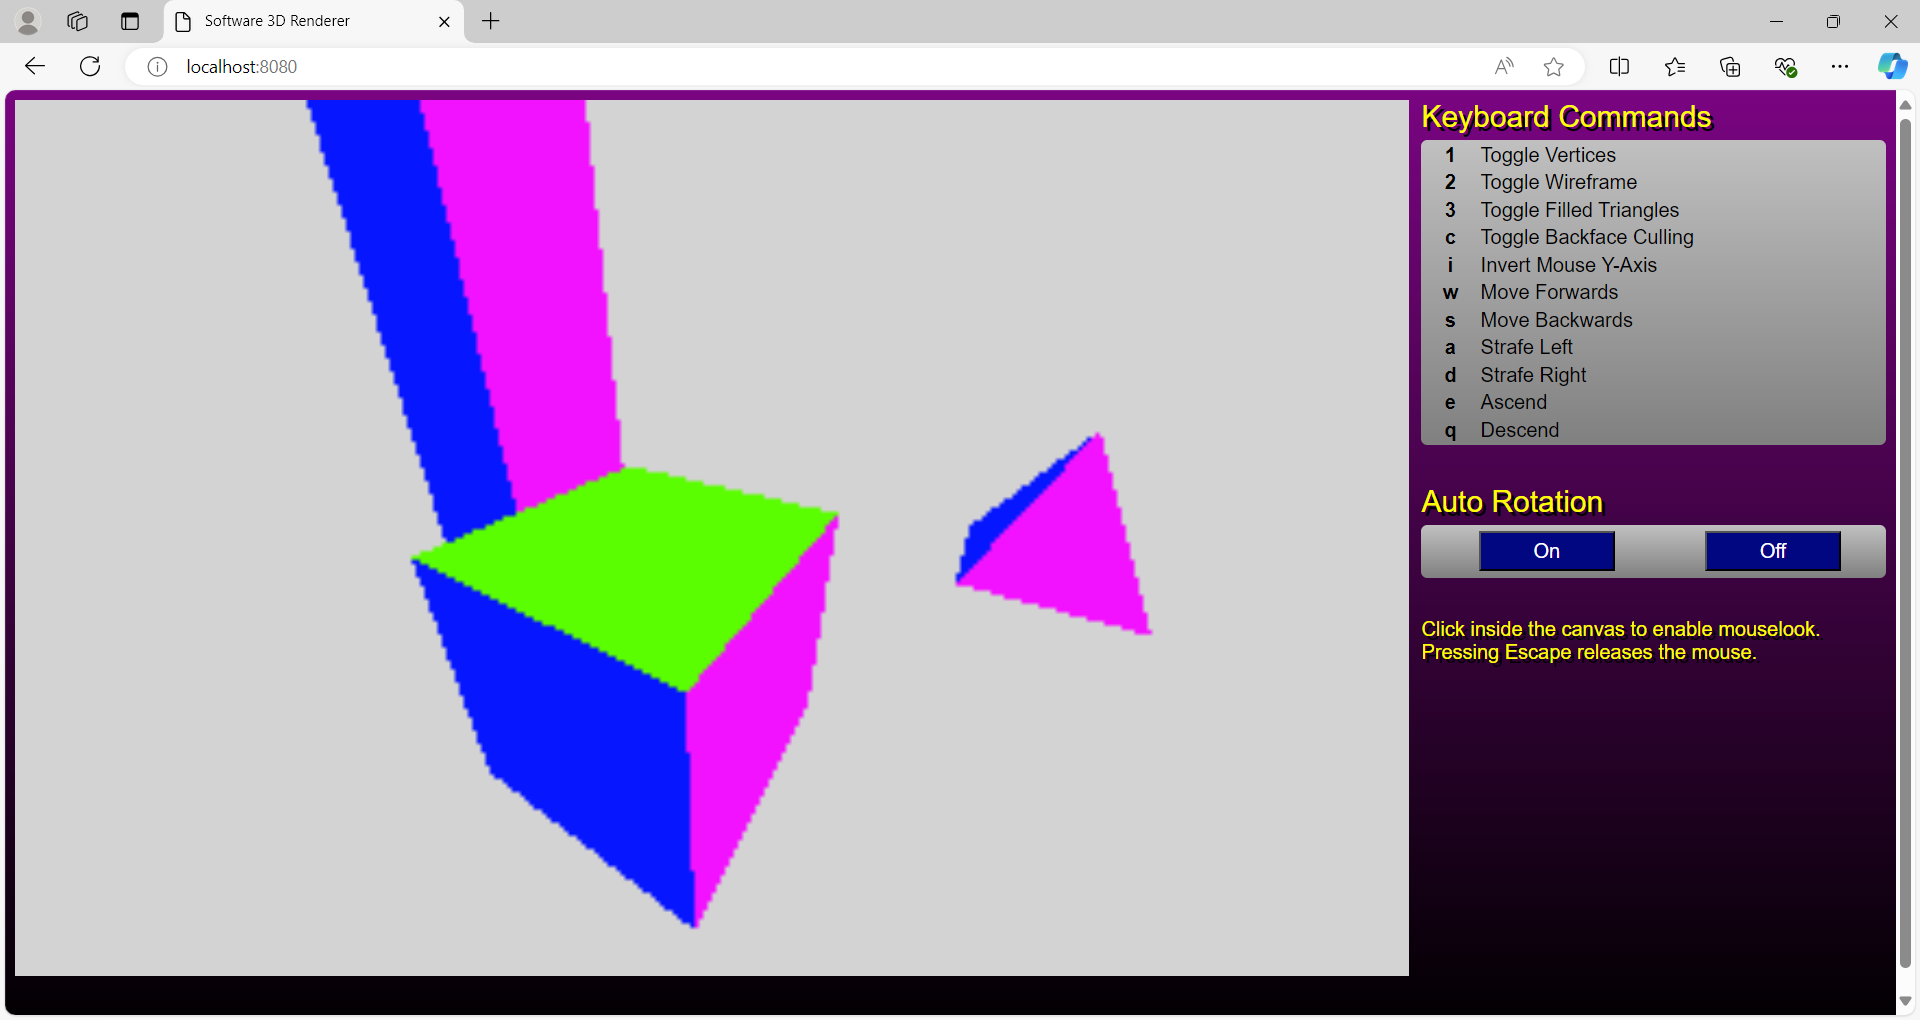 Software 3D Renderer
localhost:8080
Keyboard Commands
1 Toggle Vertices
2 Toggle Wireframe
3 Toggle Filled Triangles
c Toggle Backface Culling
i Invert Mouse Y-Axis
w Move Forwards
s Move Backwards
a Strafe Left
d Strafe Right
e Ascend
q Descend
Auto Rotation
On Off
Click inside the canvas to enable mouselook.
Pressing Escape releases the mouse.